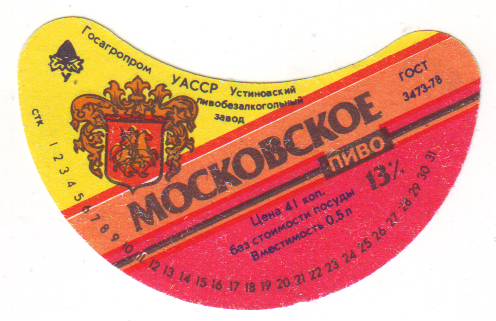 Госагропром УАССР Устиновский
пивобезалкогольный
завод
стк
ГОСТ
3473-78
МОСКОВСКОЕ
ПИВО
13%
Цена 41 коп.
без стоимости посуды
Вместимость 0,5 л
1 2 3 4 5 6 7 8 9 10 11 12 13 14 15 16 17 18 19 20 21 22 23 24 25 26 27 28 29 30 31